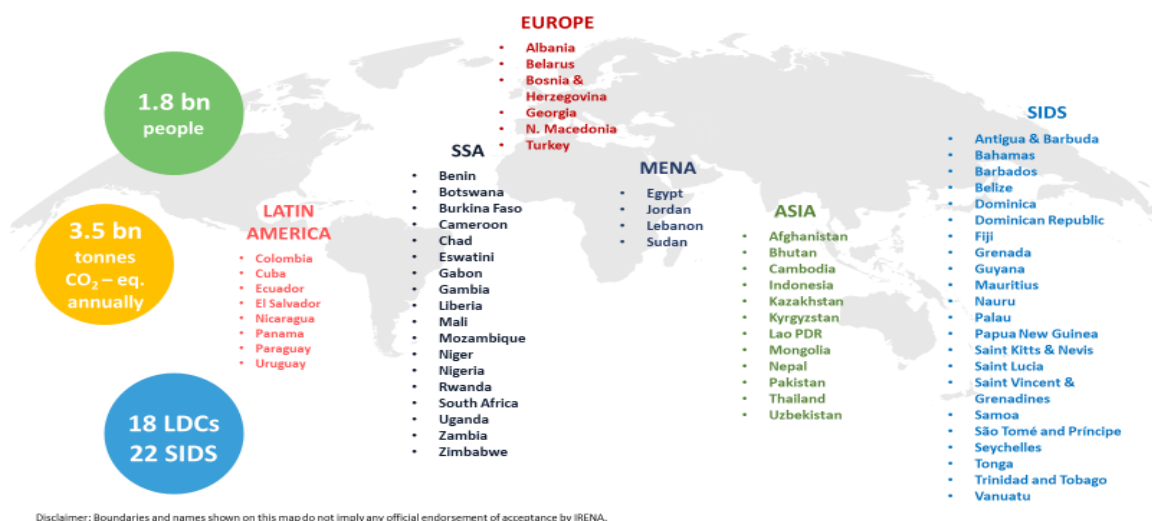 EUROPE
• Albania
• Belarus
• Bosnia &
Herzegovina
• Georgia
• N. Macedonia
• Turkey
1.8 bn
people
3.5 bn
tonnes
CO₂ – eq.
annually
18 LDCs
22 SIDS
LATIN
AMERICA
• Colombia
• Cuba
• Ecuador
• El Salvador
• Nicaragua
• Panama
• Paraguay
• Uruguay
SSA
• Benin
• Botswana
• Burkina Faso
• Cameroon
• Chad
• Eswatini
• Gabon
• Gambia
• Liberia
• Mali
• Mozambique
• Niger
• Nigeria
• Rwanda
• South Africa
• Uganda
• Zambia
• Zimbabwe
MENA
• Egypt
• Jordan
• Lebanon
• Sudan
ASIA
• Afghanistan
• Bhutan
• Cambodia
• Indonesia
• Kazakhstan
• Kyrgyzstan
• Lao PDR
• Mongolia
• Nepal
• Pakistan
• Thailand
• Uzbekistan
SIDS
• Antigua & Barbuda
• Bahamas
• Barbados
• Belize
• Dominica
• Dominican Republic
• Fiji
• Grenada
• Guyana
• Mauritius
• Nauru
• Palau
• Papua New Guinea
• Saint Kitts & Nevis
• Saint Lucia
• Saint Vincent &
Grenadines
• Samoa
• São Tomé and Príncipe
• Seychelles
• Tonga
• Trinidad and Tobago
• Vanuatu
Disclaimer: Boundaries and names shown on this map do not imply any official endorsement of acceptance by IRENA.